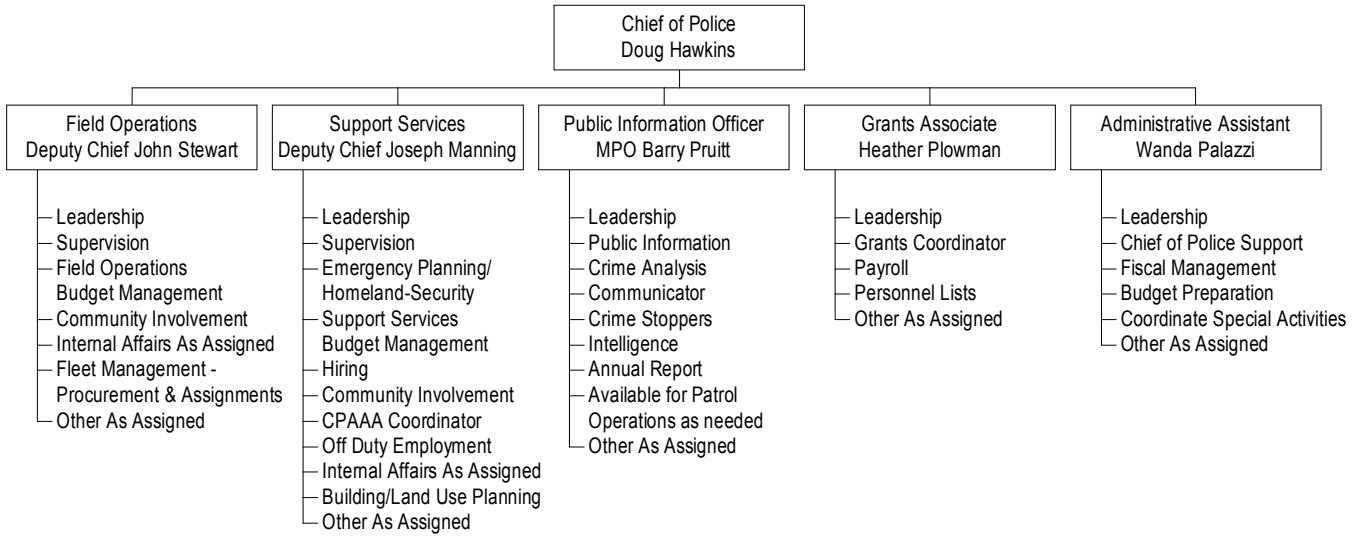 Chief of Police
Doug Hawkins
Field Operations
Deputy Chief John Stewart
Leadership
Supervision
Field Operations
Budget Management
Community Involvement
Internal Affairs As Assigned
Fleet Management -
Procurement & Assignments
Other As Assigned
Support Services
Deputy Chief Joseph Manning
Leadership
Supervision
Emergency Planning/
Homeland-Security
Support Services
Budget Management
Hiring
Community Involvement
CPAAA Coordinator
Off Duty Employment
Internal Affairs As Assigned
Building/Land Use Planning
Other As Assigned
Public Information Officer
MPO Barry Pruitt
Leadership
Public Information
Crime Analysis
Communicator
Crime Stoppers
Intelligence
Annual Report
Available for Patrol
Operations as needed
Other As Assigned
Grants Associate
Heather Plowman
Leadership
Grants Coordinator
Payroll
Personnel Lists
Other As Assigned
Administrative Assistant
Wanda Palazzi
Leadership
Chief of Police Support
Fiscal Management
Budget Preparation
Coordinate Special Activities
Other As Assigned